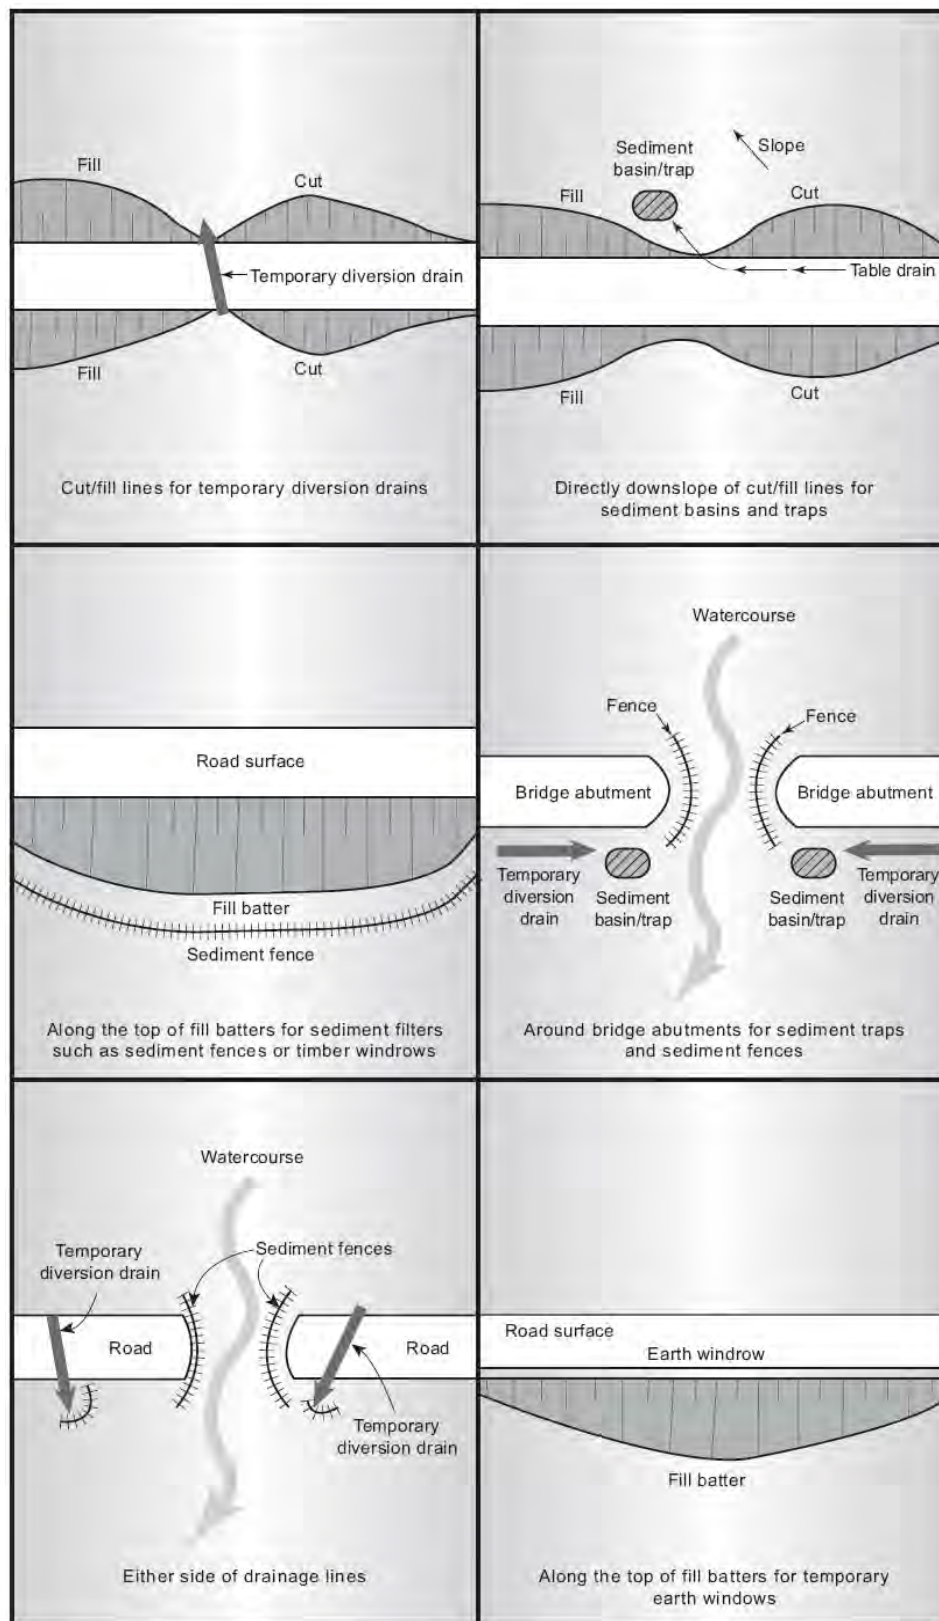 Fill
Cut
Temporary diversion drain
Fill
Cut
Cut/fill lines for temporary diversion drains
Sediment
basin/trap
Slope
Fill
Cut
Table drain
Fill
Cut
Directly downslope of cut/fill lines for
sediment basins and traps
Road surface
Fill batter
Sediment fence
Along the top of fill batters for sediment filters
such as sediment fences or timber windrows
Watercourse
Fence
Fence
Bridge abutment
Bridge abutment
Temporary
diversion
drain
Sediment
basin/trap
Sediment
basin/trap
Temporary
diversion
drain
Around bridge abutments for sediment traps
and sediment fences
Watercourse
Temporary
diversion drain
Sediment fences
Road
Road
Temporary
diversion drain
Either side of drainage lines
Road surface
Earth windrow
Fill batter
Along the top of fill batters for temporary
earth windows